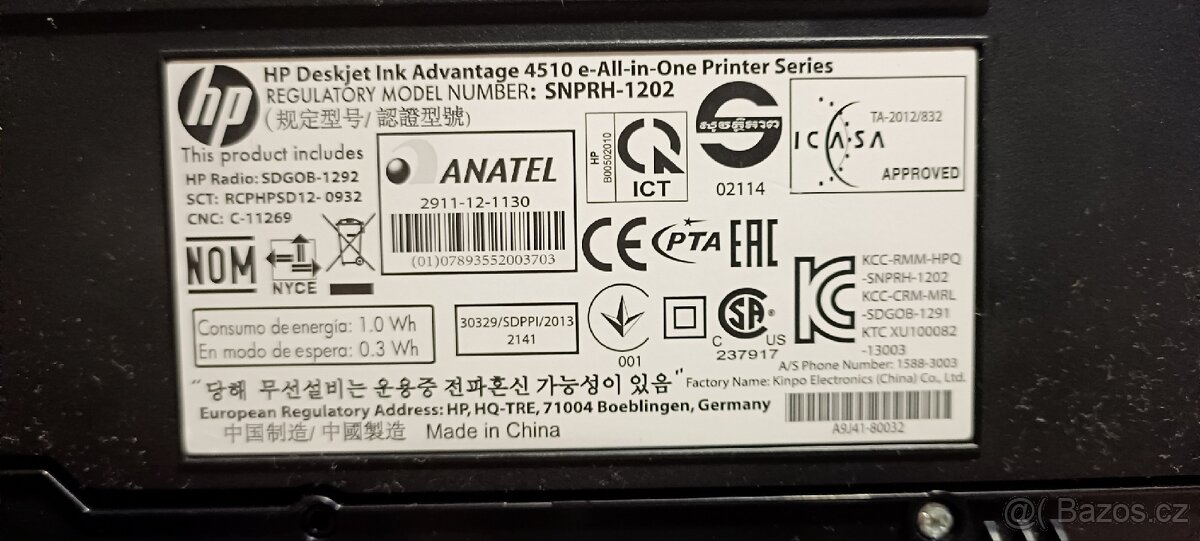 hp
HP Deskjet Ink Advantage 4510 e-All-in-One Printer Series
REGULATORY MODEL NUMBER: SNPRH-1202
(规定型号/ 認證型號)
This product includes
HP Radio: SDGOB-1292
SCT: RCPHPSD12- 0932
CNC: C-11269
ANATEL
2911-12-1130
(01)07893552003703
HP
B00502010
ICT
02114
ICASA
TA-2012/832
APPROVED
NOM
NYCE
CE
PTA
EAC
KCC-RMM-HPQ
-SNPRH-1202
KCC-CRM-MRL
-SDGOB-1291
KTC XU100082
-13003
Consumo de energía: 1.0 Wh
En modo de espera: 0.3 Wh
30329/SDPPI/2013
2141
001
SA
C US
237917
A/S Phone Number: 1588-3003
"당해 무선설비는 운용중 전파혼신 가능성이 있음"
Factory Name: Kinpo Electronics (China) Co., Ltd.
European Regulatory Address: HP, HQ-TRE, 71004 Boeblingen, Germany
中国制造/ 中國製造 Made in China
A9J41-80032
@( Bazos.cz